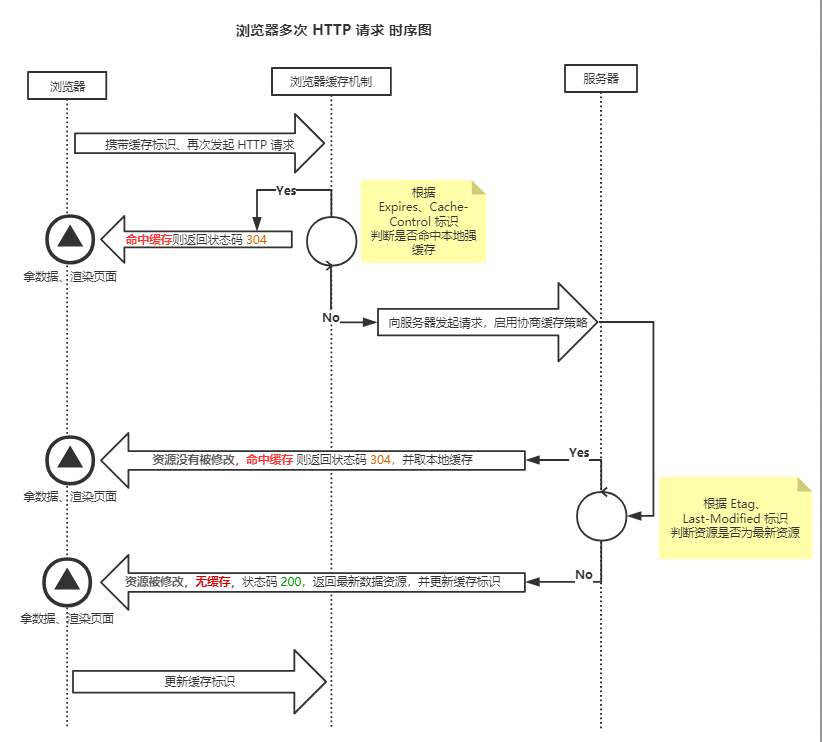 浏览器多次 HTTP 请求 时序图
浏览器
浏览器缓存机制
服务器
携带缓存标识、再次发起 HTTP 请求
Yes
根据
Expires、Cache-
Control 标识
判断是否命中本地强
缓存
命中缓存则返回状态码 304
拿数据、渲染页面
No
向服务器发起请求，启用协商缓存策略
Yes
资源没有被修改，命中缓存 则返回状态码 304，并取本地缓存
拿数据、渲染页面
根据 Etag、
Last-Modified 标识
判断资源是否为最新资源
No
资源被修改，无缓存，状态码 200，返回最新数据资源，并更新缓存标识
拿数据、渲染页面
更新缓存标识